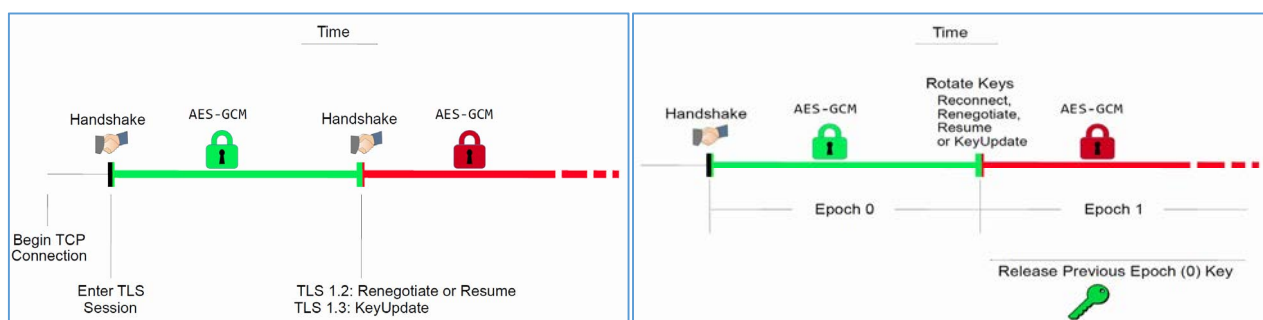 Time
Handshake
AES-GCM
Handshake
AES-GCM
Begin TCP
Connection
Enter TLS
Session
TLS 1.2: Renegotiate or Resume
TLS 1.3: KeyUpdate
Time
Handshake
AES-GCM
Rotate Keys
Reconnect,
Renegotiate,
Resume
or KeyUpdate
AES-GCM
Epoch 0
Epoch 1
Release Previous Epoch (0) Key